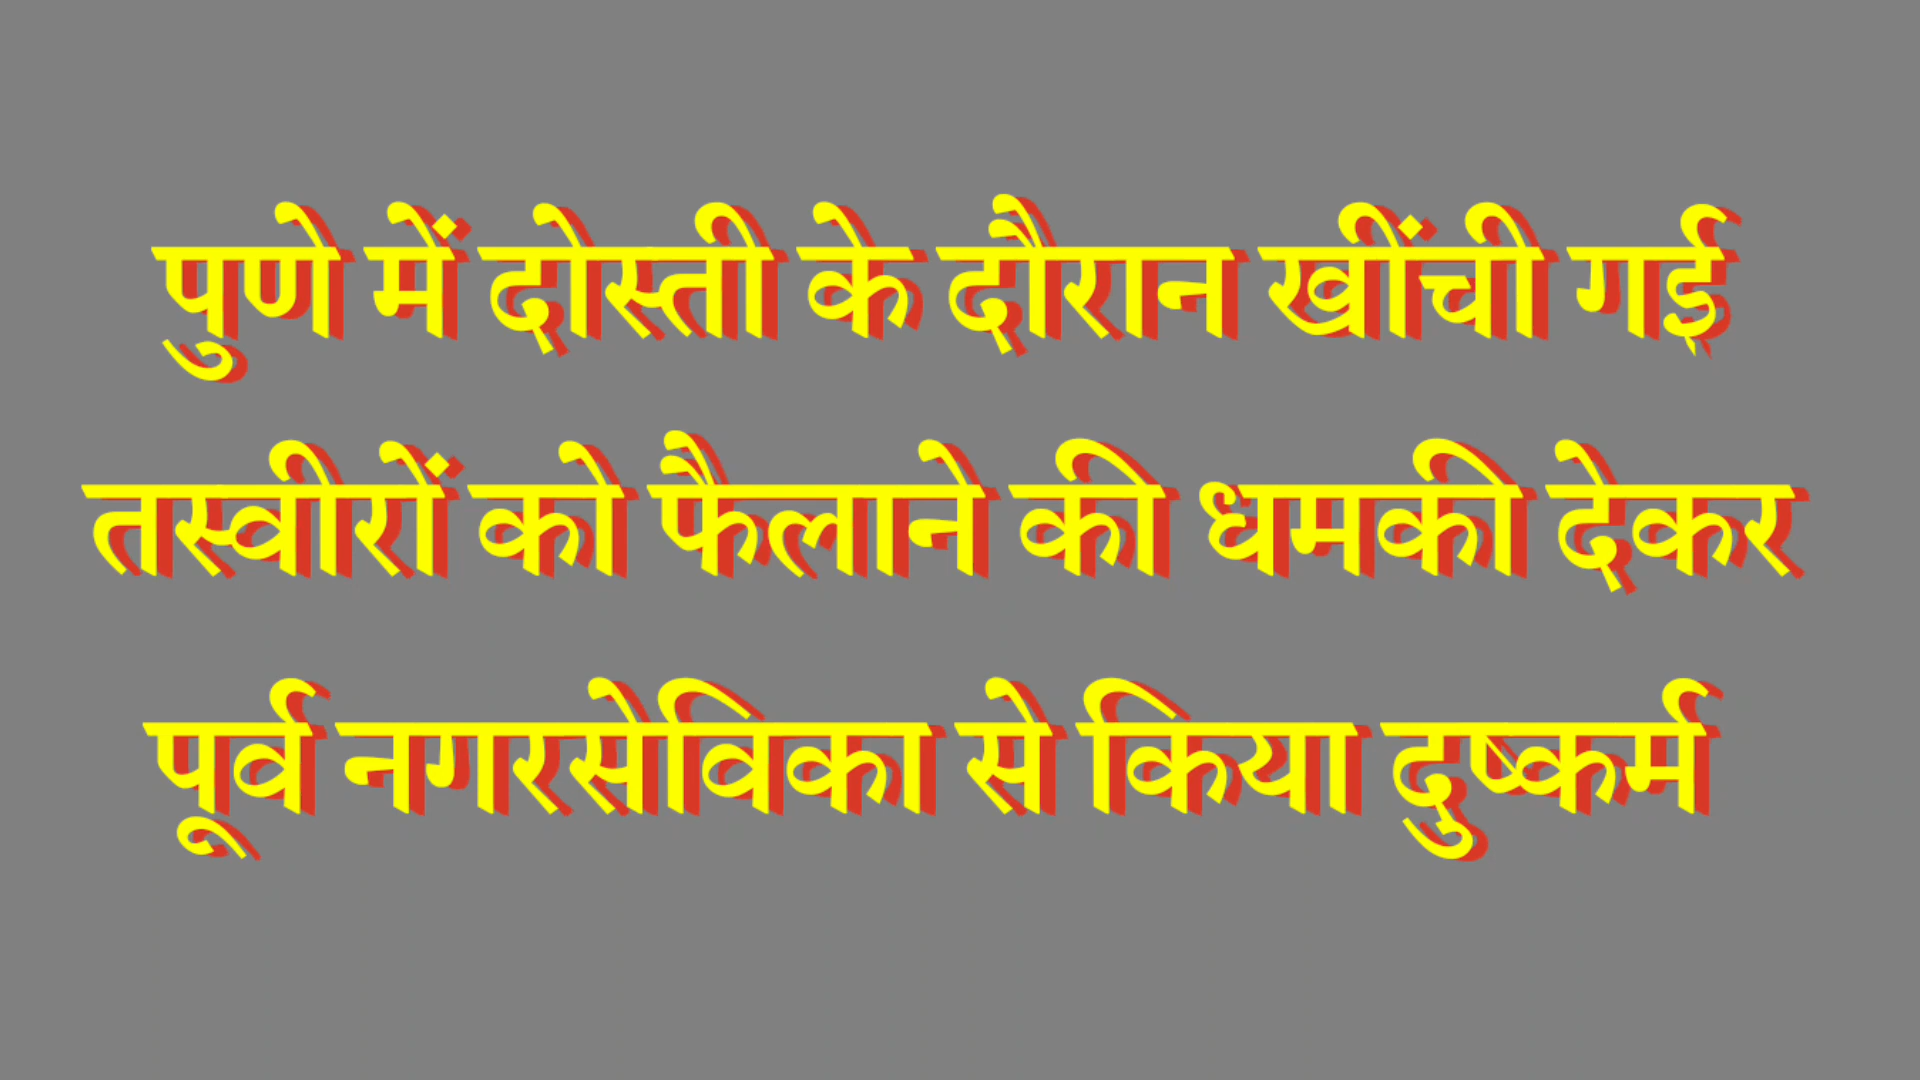 पुणे में दोस्ती के दौरान खींची गई
तस्वीरों को फैलाने की धमकी देकर
पूर्व नगरसेविका से किया दुष्कर्म